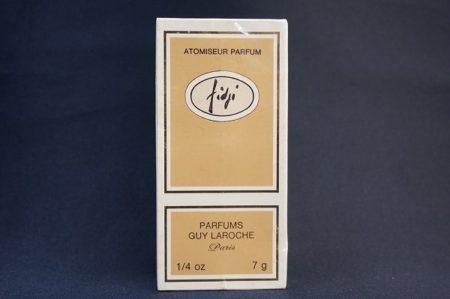 ATOMISEUR PARFUM
fidji
PARFUMS
GUY LAROCHE
Paris
1/4 oz 7 g